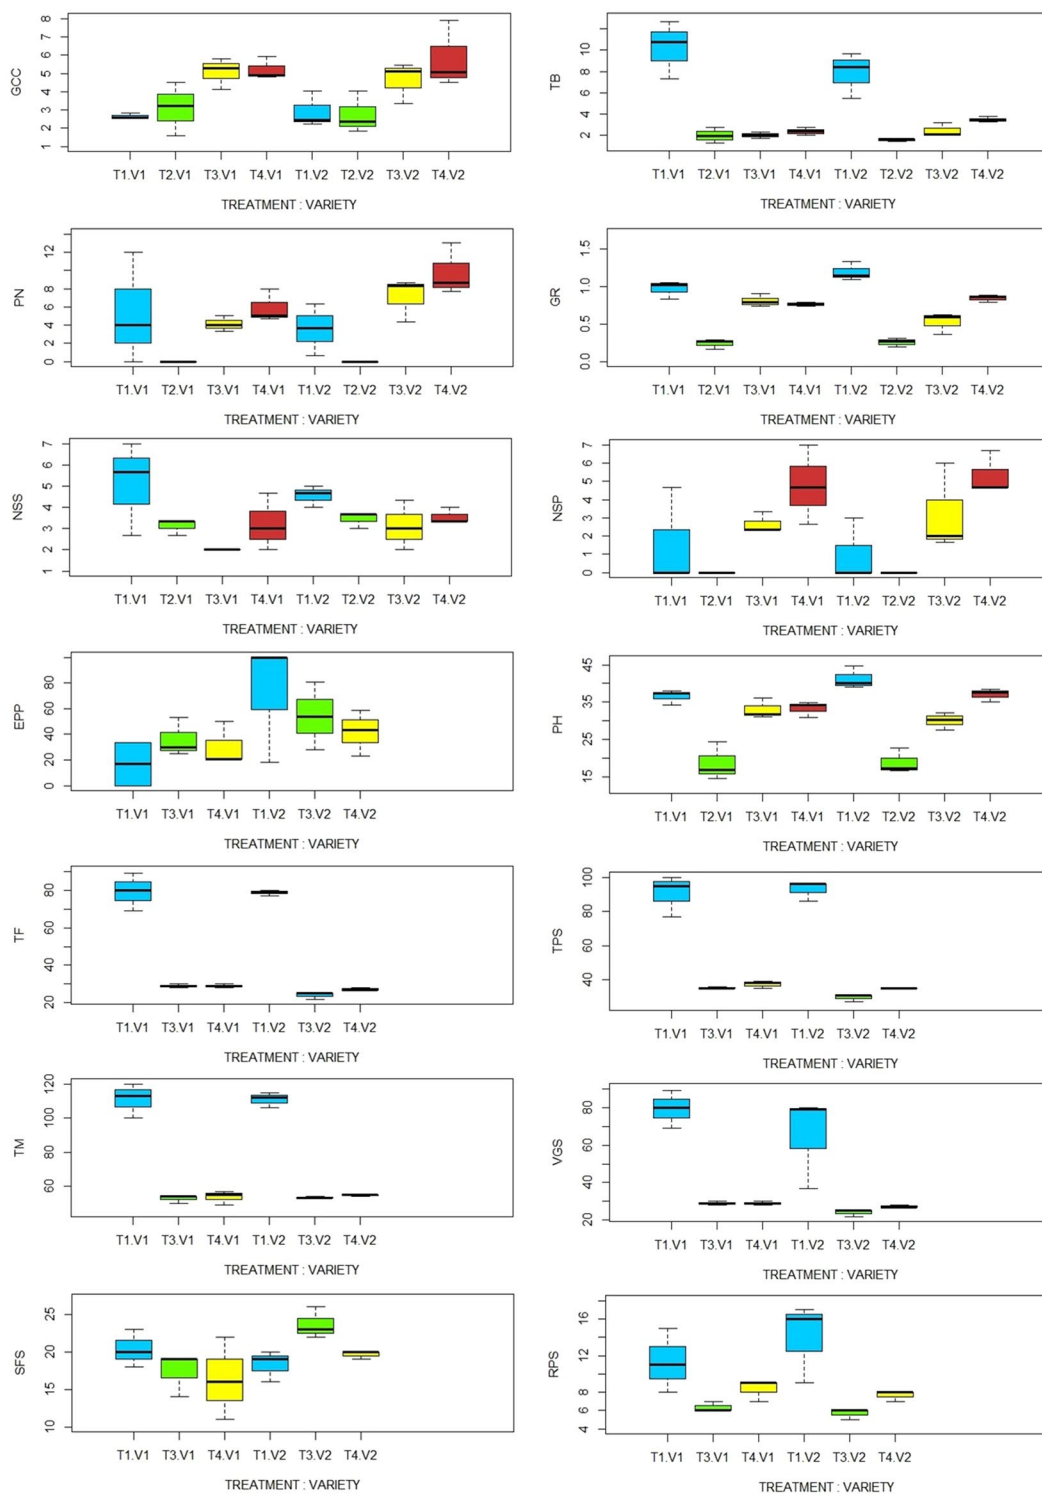 GCC
8
7
6
5
4
3
2
1
T1.V1 T2.V1 T3.V1 T4.V1 T1.V2 T2.V2 T3.V2 T4.V2
TREATMENT : VARIETY
TB
10
8
6
4
2
T1.V1 T2.V1 T3.V1 T4.V1 T1.V2 T2.V2 T3.V2 T4.V2
TREATMENT : VARIETY
PN
12
8
6
4
2
0
T1.V1 T2.V1 T3.V1 T4.V1 T1.V2 T2.V2 T3.V2 T4.V2
TREATMENT : VARIETY
GR
1.5
1.0
0.5
0.0
T1.V1 T2.V1 T3.V1 T4.V1 T1.V2 T2.V2 T3.V2 T4.V2
TREATMENT : VARIETY
NSS
7
6
5
4
3
2
1
T1.V1 T2.V1 T3.V1 T4.V1 T1.V2 T2.V2 T3.V2 T4.V2
TREATMENT : VARIETY
NSP
7
6
5
4
3
2
1
0
T1.V1 T2.V1 T3.V1 T4.V1 T1.V2 T2.V2 T3.V2 T4.V2
TREATMENT : VARIETY
EPP
80
60
40
20
0
T1.V1 T3.V1 T4.V1 T1.V2 T3.V2 T4.V2
TREATMENT : VARIETY
PH
45
35
25
15
T1.V1 T2.V1 T3.V1 T4.V1 T1.V2 T2.V2 T3.V2 T4.V2
TREATMENT : VARIETY
TF
80
60
40
20
T1.V1 T3.V1 T4.V1 T1.V2 T3.V2 T4.V2
TREATMENT : VARIETY
TPS
100
80
60
40
T1.V1 T3.V1 T4.V1 T1.V2 T3.V2 T4.V2
TREATMENT : VARIETY
TM
120
100
80
60
T1.V1 T3.V1 T4.V1 T1.V2 T3.V2 T4.V2
TREATMENT : VARIETY
VGS
80
60
40
20
T1.V1 T3.V1 T4.V1 T1.V2 T3.V2 T4.V2
TREATMENT : VARIETY
SFS
25
20
15
10
T1.V1 T3.V1 T4.V1 T1.V2 T3.V2 T4.V2
TREATMENT : VARIETY
RPS
16
12
8
6
4
T1.V1 T3.V1 T4.V1 T1.V2 T3.V2 T4.V2
TREATMENT : VARIETY